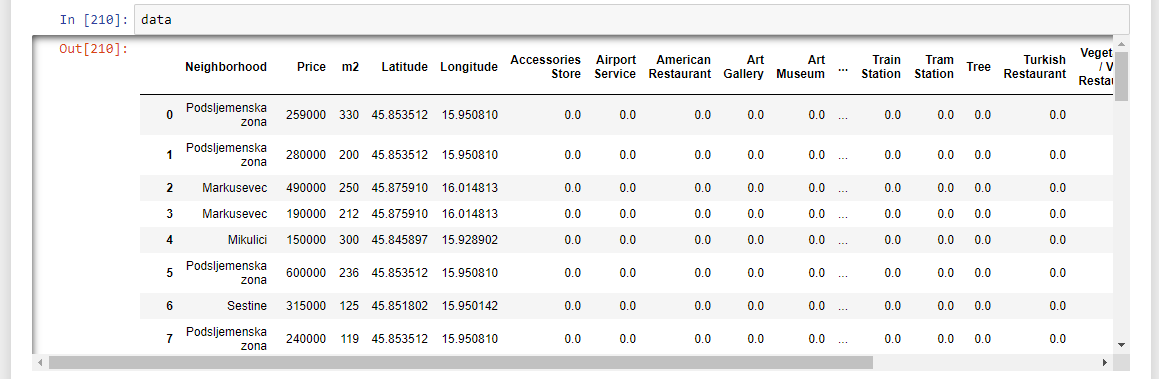 In [210]: data
Out[210]:
Neighborhood Price m2 Latitude Longitude Accessories Store Airport Service American Restaurant Art Gallery Art Museum ... Train Station Tram Station Tree Turkish Restaurant Veget / V Restau
0 Podsljemenska zona 259000 330 45.853512 15.950810 0.0 0.0 0.0 0.0 0.0 ... 0.0 0.0 0.0 0.0
1 Podsljemenska zona 280000 200 45.853512 15.950810 0.0 0.0 0.0 0.0 0.0 ... 0.0 0.0 0.0 0.0
2 Markusevec 490000 250 45.875910 16.014813 0.0 0.0 0.0 0.0 0.0 ... 0.0 0.0 0.0 0.0
3 Markusevec 190000 212 45.875910 16.014813 0.0 0.0 0.0 0.0 0.0 ... 0.0 0.0 0.0 0.0
4 Mikulici 150000 300 45.845897 15.928902 0.0 0.0 0.0 0.0 0.0 ... 0.0 0.0 0.0 0.0
5 Podsljemenska zona 600000 236 45.853512 15.950810 0.0 0.0 0.0 0.0 0.0 ... 0.0 0.0 0.0 0.0
6 Sestine 315000 125 45.851802 15.950142 0.0 0.0 0.0 0.0 0.0 ... 0.0 0.0 0.0 0.0
7 Podsljemenska zona 240000 119 45.853512 15.950810 0.0 0.0 0.0 0.0 0.0 ... 0.0 0.0 0.0 0.0